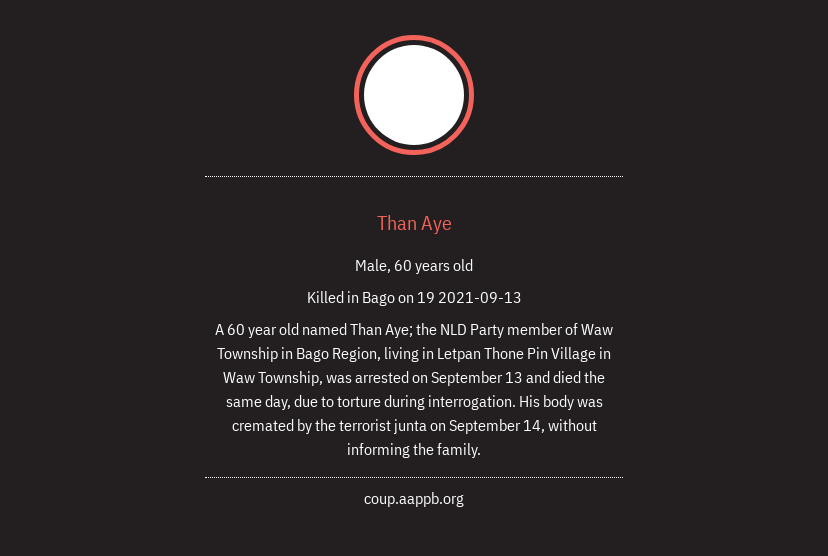 Than Aye
Male, 60 years old
Killed in Bago on 19 2021-09-13
A 60 year old named Than Aye; the NLD Party member of Waw
Township in Bago Region, living in Letpan Thone Pin Village in
Waw Township, was arrested on September 13 and died the
same day, due to torture during interrogation. His body was
cremated by the terrorist junta on September 14, without
informing the family.
coup.aappb.org